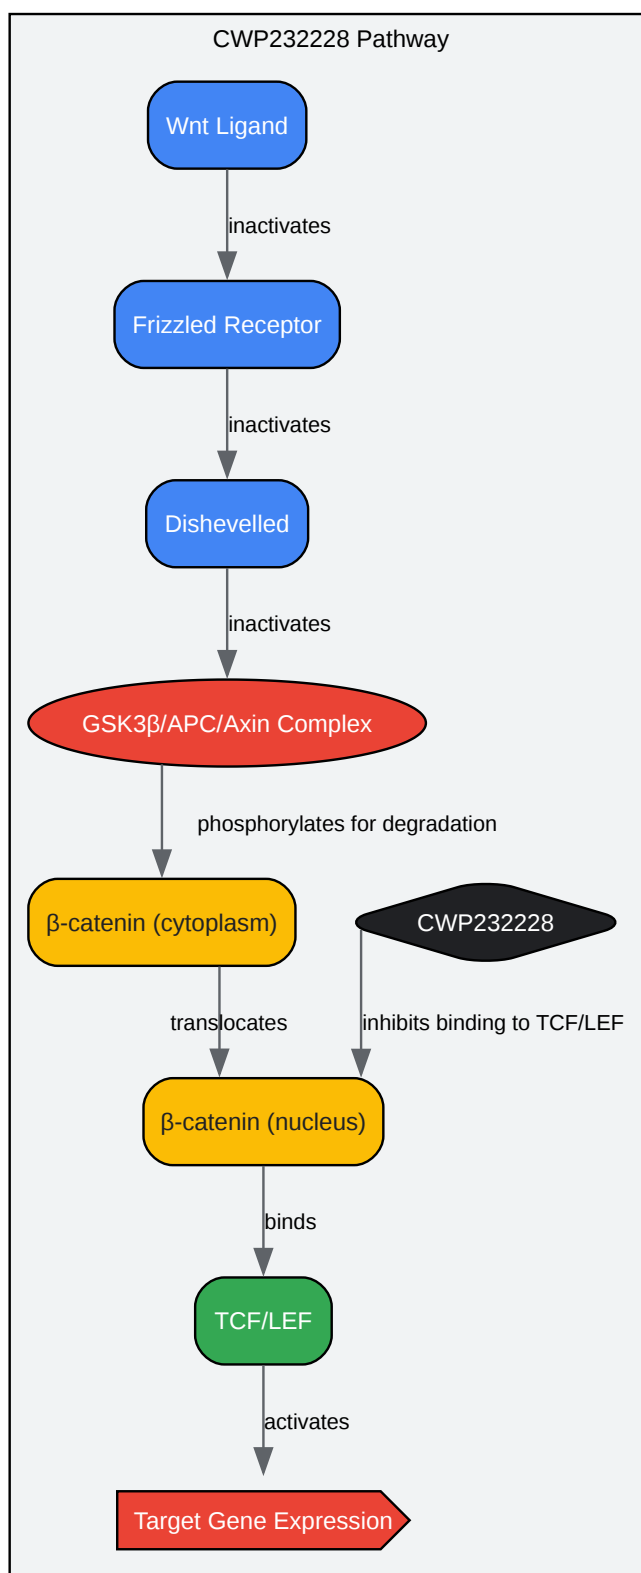 CWP232228 Pathway
Wnt Ligand
inactivates
Frizzled Receptor
inactivates
Dishevelled
inactivates
GSK3β/APC/Axin Complex
phosphorylates for degradation
β-catenin (cytoplasm)
CWP232228
translocates
inhibits binding to TCF/LEF
β-catenin (nucleus)
binds
TCF/LEF
activates
Target Gene Expression